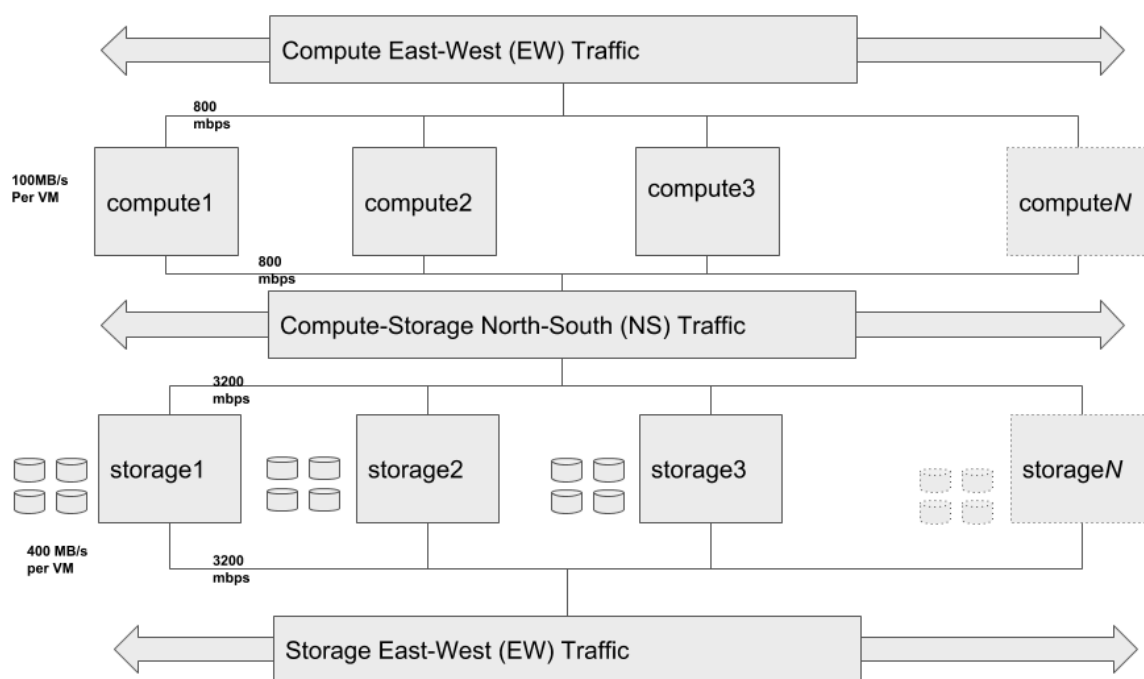 Compute East-West (EW) Traffic
800
mbps
100MB/s
Per VM
compute1
compute2
compute3
computeN
800
mbps
Compute-Storage North-South (NS) Traffic
3200
mbps
storage1
storage2
storage3
storageN
400 MB/s
per VM
3200
mbps
Storage East-West (EW) Traffic